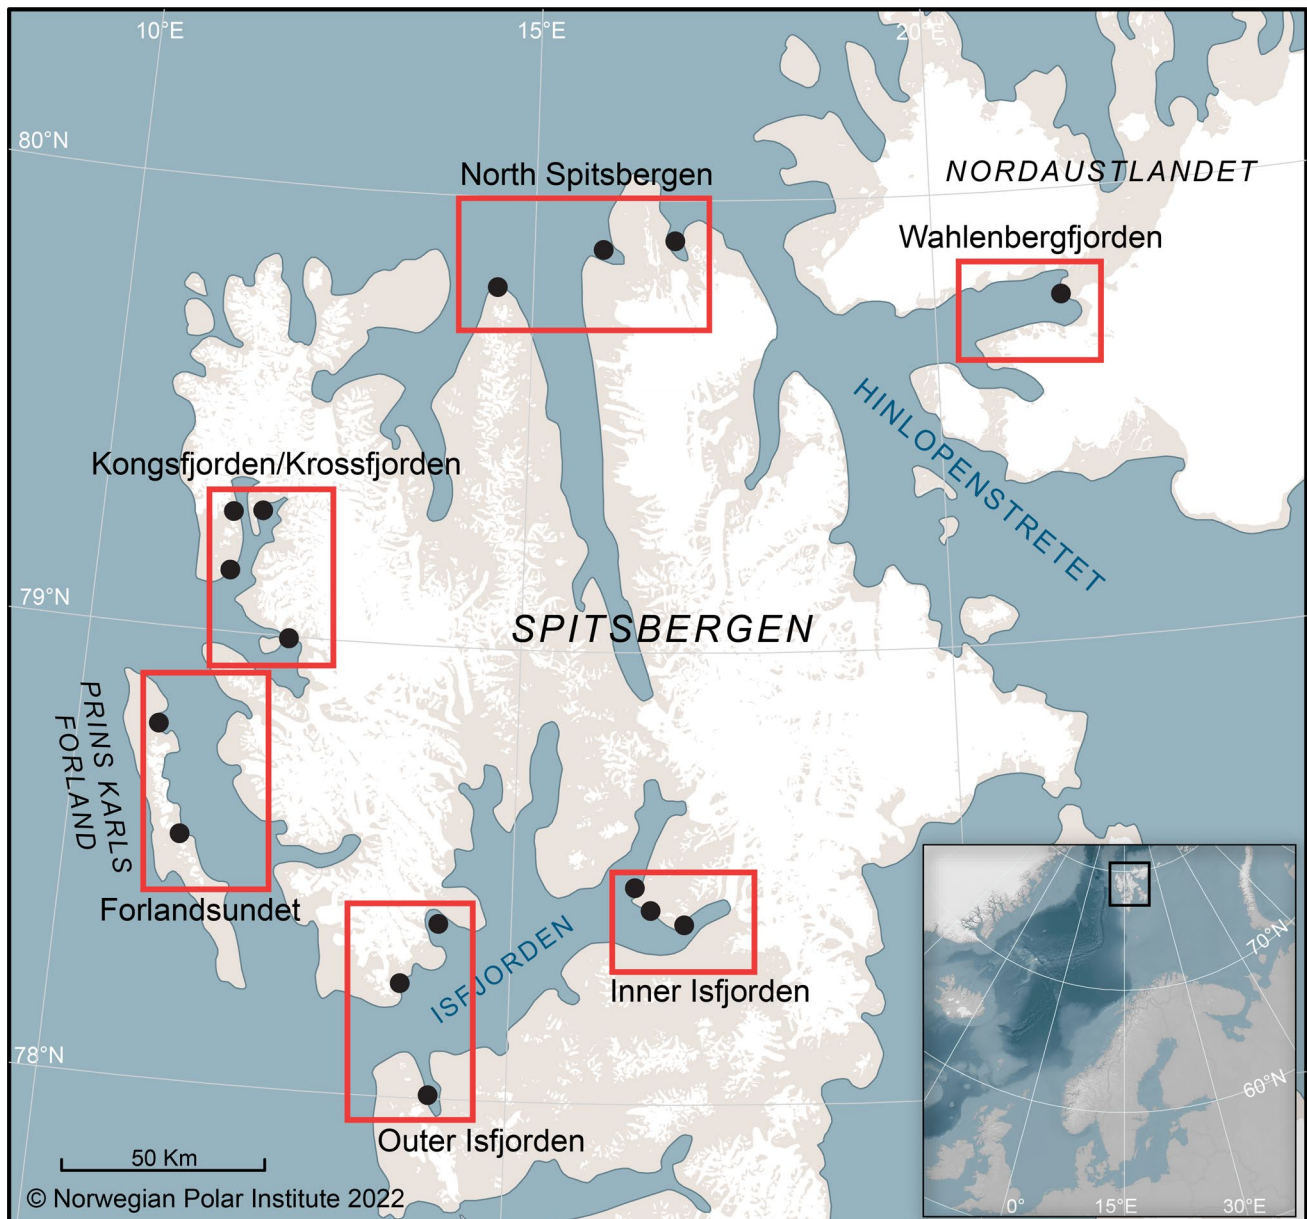 10°E
15°E
20°E
80°N
North Spitsbergen
NORDAUSTLANDET
Wahlenbergfjorden
HINLOPENSTRETET
Kongsfjorden/Krossfjorden
79°N
SPITSBERGEN
PRINS KARLS
FORLAND
Forlandsundet
ISFJORDEN
Inner Isfjorden
78°N
Outer Isfjorden
50 Km
© Norwegian Polar Institute 2022
70°N
60°N
0°
15°E
30°E